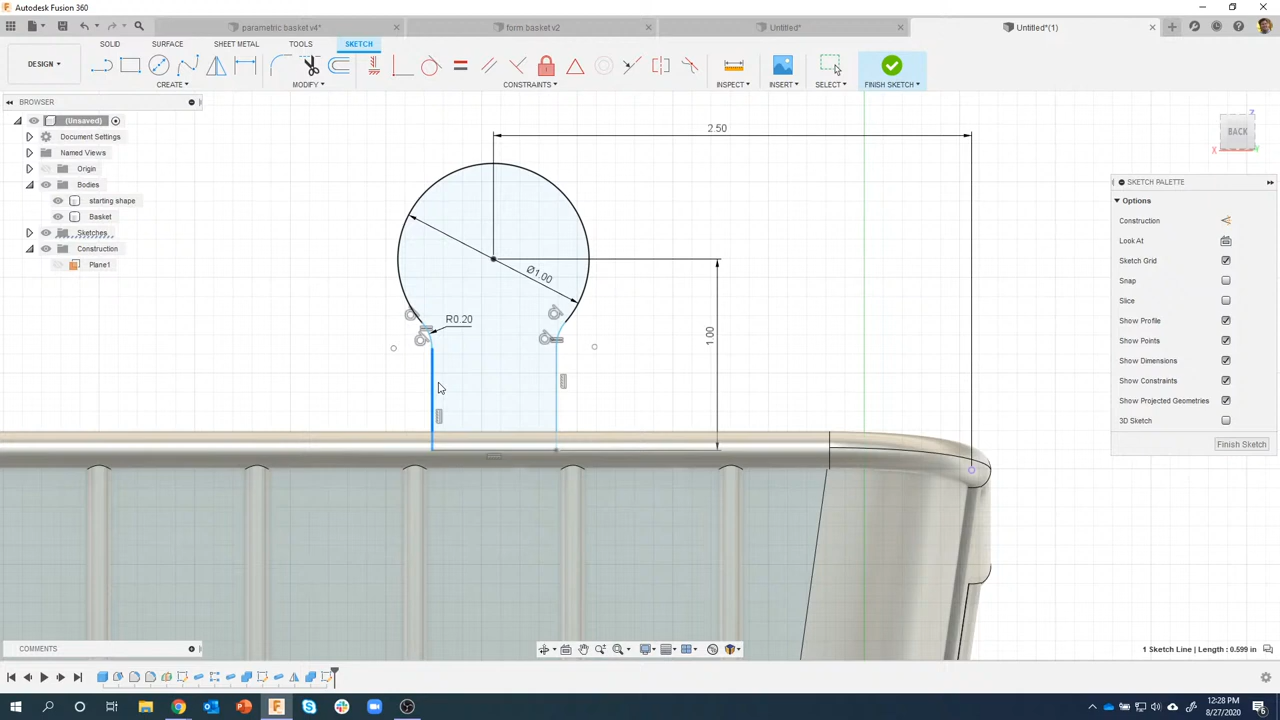 Autodesk Fusion 360
parametric basket v4*
form basket v2
Untitled*
Untitled*(1)
SOLID
SURFACE
SHEET METAL
TOOLS
SKETCH
DESIGN
CREATE
MODIFY
CONSTRAINTS
INSPECT
INSERT
SELECT
FINISH SKETCH
BROWSER
(Unsaved)
Document Settings
Named Views
Origin
Bodies
starting shape
Basket
Sketches
Construction
Plane1
2.50
Ø1.00
R0.20
1.00
BACK
Z
X
Y
SKETCH PALETTE
Options
Construction
Look At
Sketch Grid
Snap
Slice
Show Profile
Show Points
Show Dimensions
Show Constraints
Show Projected Geometries
3D Sketch
Finish Sketch
COMMENTS
1 Sketch Line | Length : 0.599 in
12:28 PM
8/27/2020